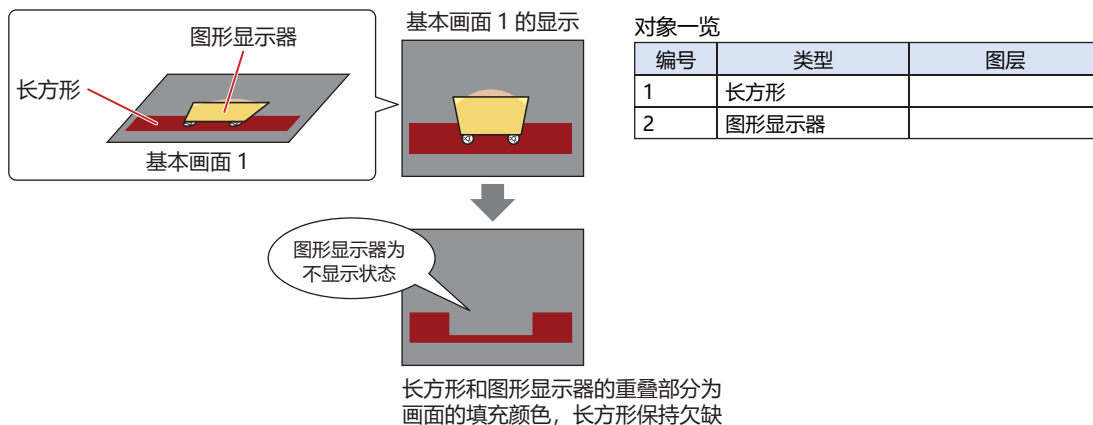 图形显示器
长方形
基本画面 1
基本画面 1 的显示
图形显示器为
不显示状态
长方形和图形显示器的重叠部分为
画面的填充颜色，长方形保持欠缺
对象一览
编号 类型 图层
1 长方形
2 图形显示器